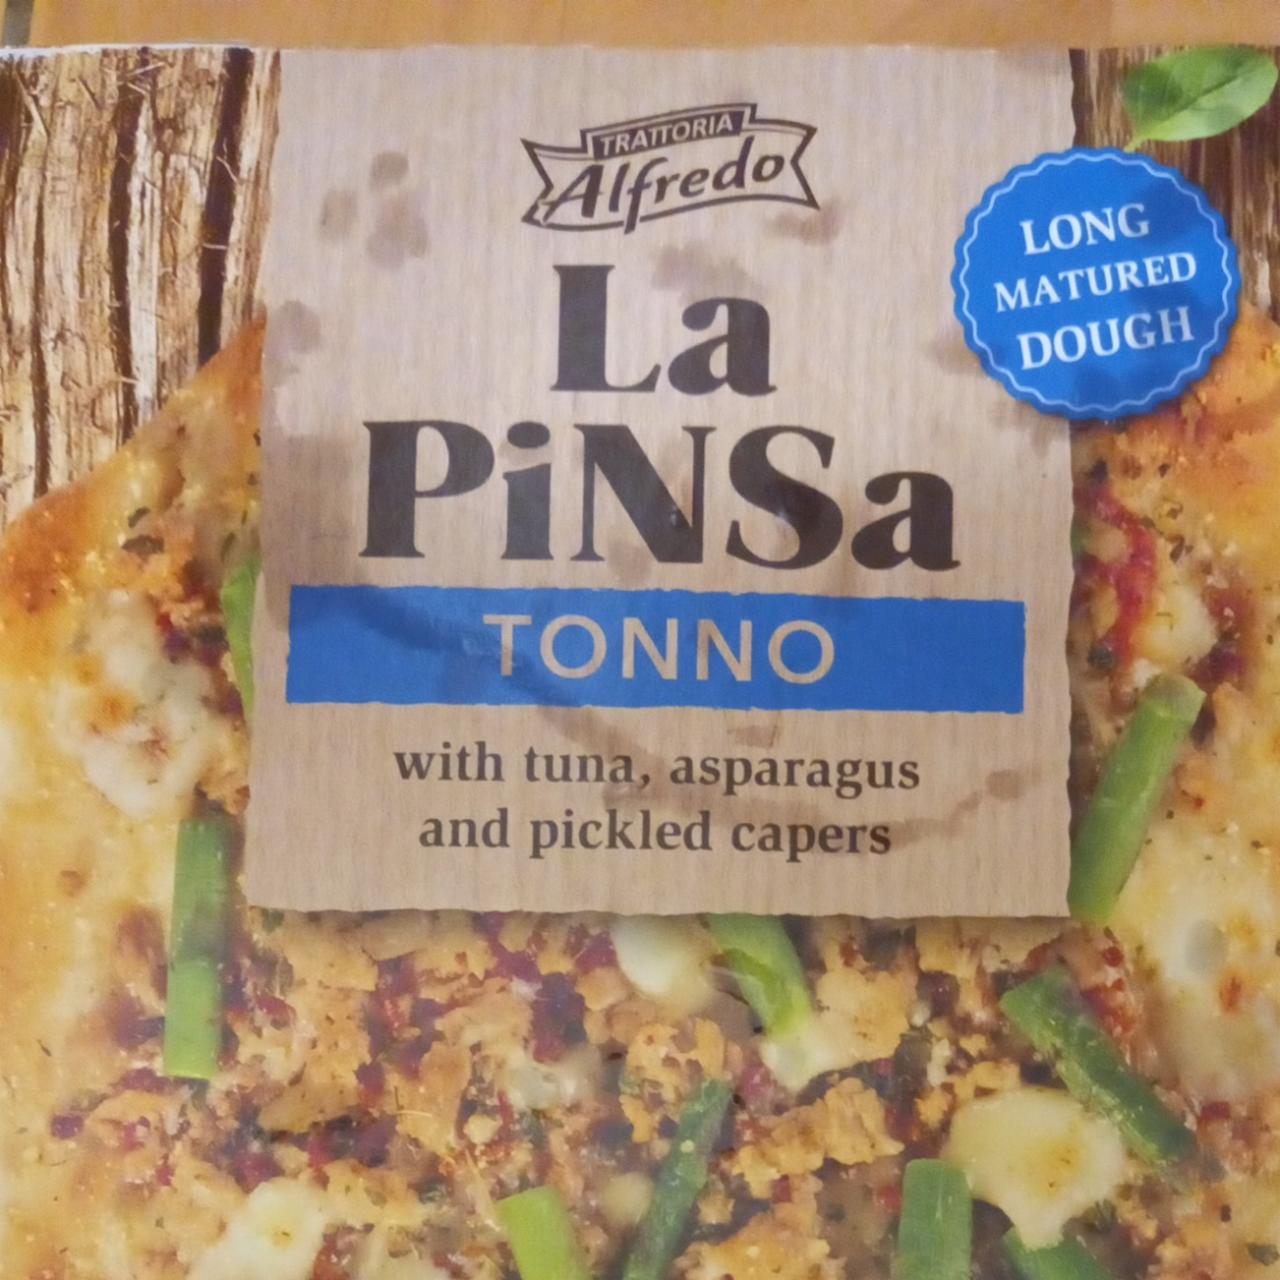 TRATTORIA
Alfredo
La
PiNSa
TONNO
with tuna, asparagus
and pickled capers
LONG
MATURED
DOUGH